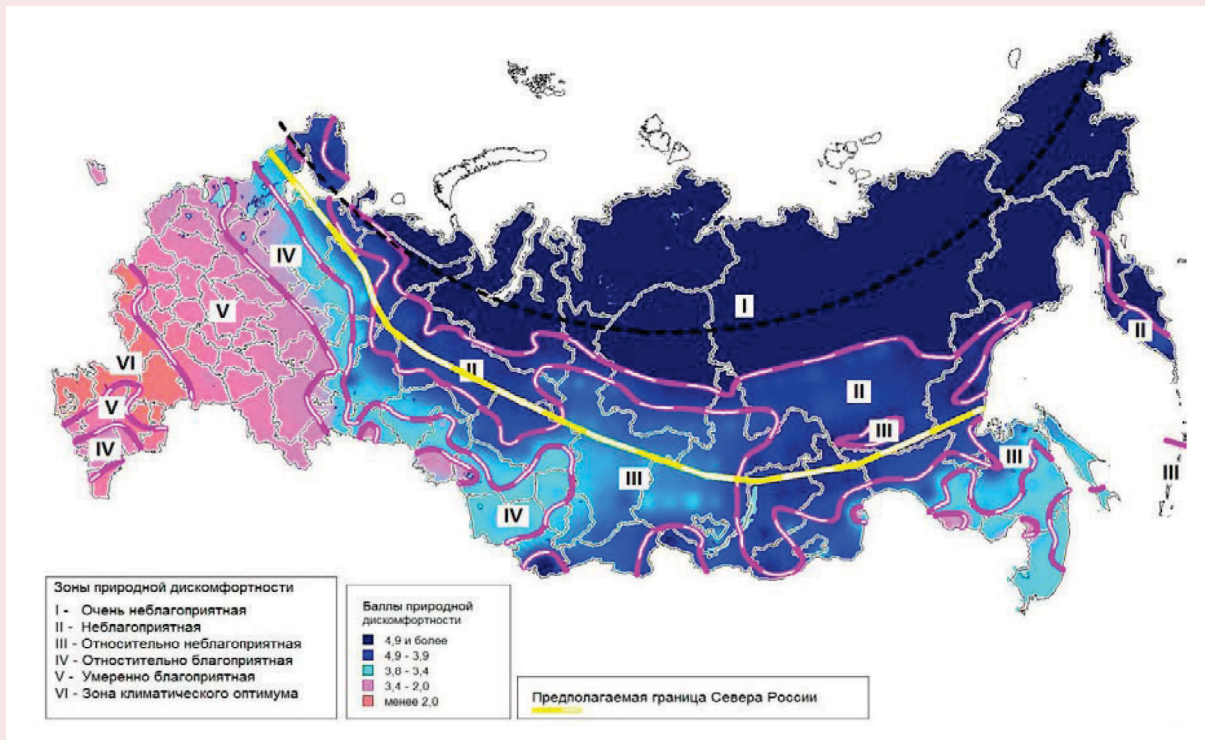 I
II
IV
V
II
II
VI
III
V
III
III
III
IV
IV
Зоны природной дискомфортности
I - Очень неблагоприятная
II - Неблагоприятная
III - Относительно неблагоприятная
IV - Отностительно благоприятная
V - Умеренно благоприятная
VI - Зона климатического оптимума
Баллы природной
дискомфортности
4,9 и более
4,9 - 3,9
3,8 - 3,4
3,4 - 2,0
менее 2,0
Предполагаемая граница Севера России